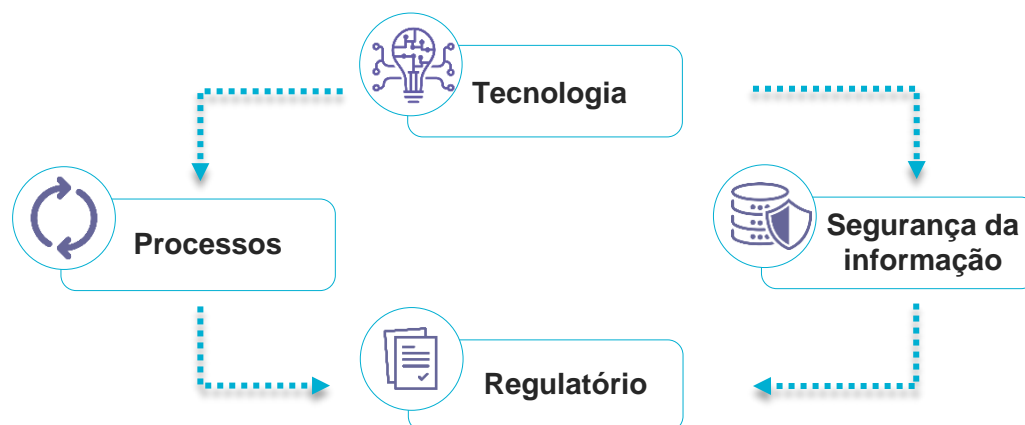 Tecnologia
Processos
Segurança da
informação
Regulatório